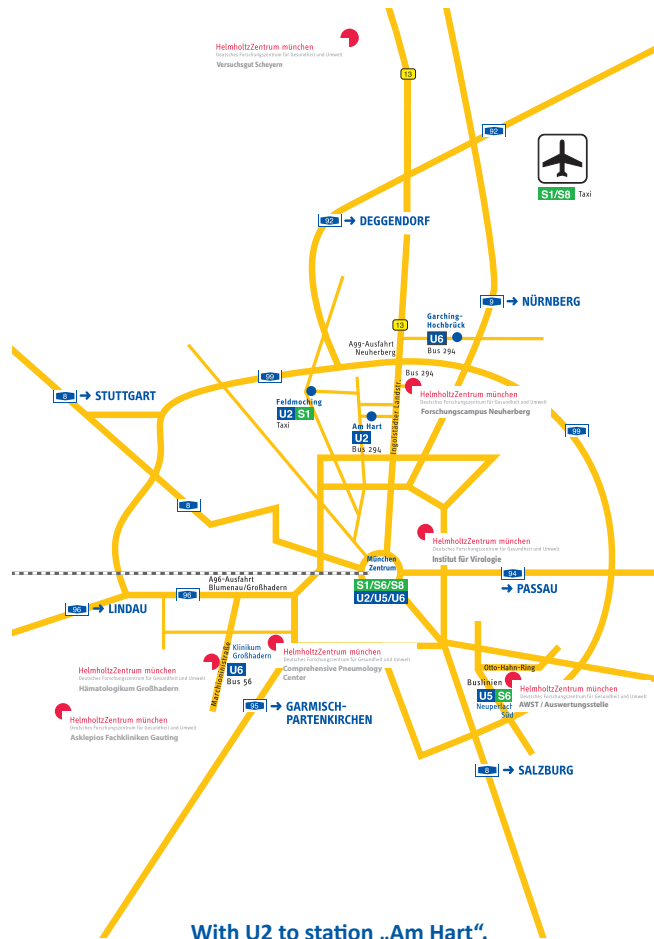 HelmholtzZentrum münchen
Deutsches Forschungszentrum für Gesundheit und Umwelt
Versuchsgut Scheyern
13
92
S1/S8 Taxi
92 → DEGGENDORF
9 → NÜRNBERG
Garching-
Hochbrück
13
U6
A99-Ausfahrt
Neuherberg
Bus 294
99
Bus 294
8 → STUTTGART
HelmholtzZentrum münchen
Deutsches Forschungszentrum für Gesundheit und Umwelt
Forschungscampus Neuherberg
Feldmoching
U2 S1
Taxi
Ingolstädter Landstr.
Am Hart
U2
Bus 294
99
8
HelmholtzZentrum münchen
Deutsches Forschungszentrum für Gesundheit und Umwelt
Institut für Virologie
München
Zentrum
S1/S6/S8
U2/U5/U6
94
→ PASSAU
A96-Ausfahrt
Blumenau/Großhadern
96
96 → LINDAU
Marchioninistraße
Klinikum
Großhadern
U6
Bus 56
HelmholtzZentrum münchen
Deutsches Forschungszentrum für Gesundheit und Umwelt
Comprehensive Pneumology
Center
HelmholtzZentrum münchen
Deutsches Forschungszentrum für Gesundheit und Umwelt
Hämatologikum Großhadern
Otto-Hahn-Ring
Buslinien
U5 S6
Neuperlach
Süd
HelmholtzZentrum münchen
Deutsches Forschungszentrum für Gesundheit und Umwelt
AWST / Auswertungsstelle
95 → GARMISCH-
PARTENKIRCHEN
HelmholtzZentrum münchen
Deutsches Forschungszentrum für Gesundheit und Umwelt
Asklepios Fachkliniken Gauting
8 → SALZBURG
With U2 to station „Am Hart“.